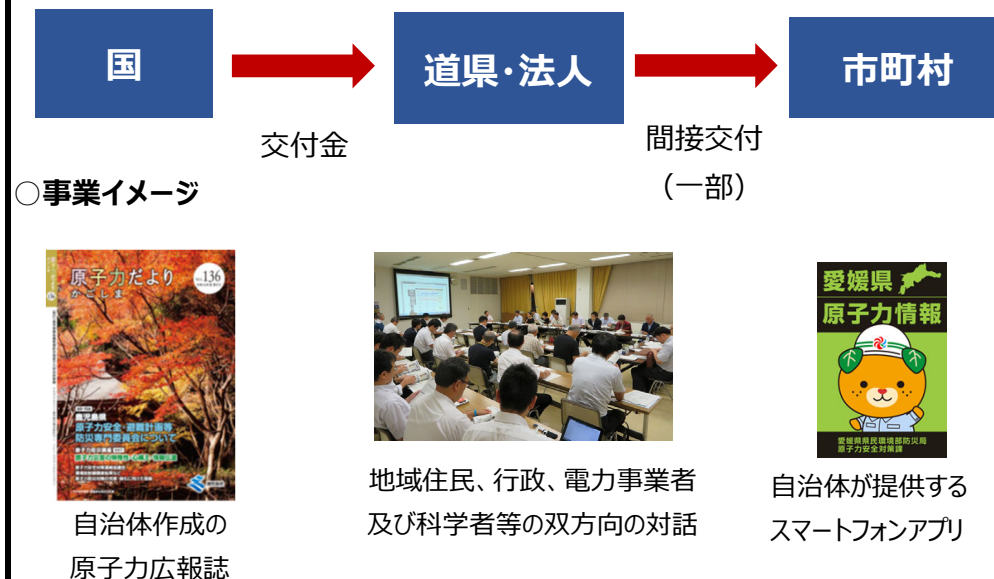 国
道県・法人
市町村
交付金
間接交付
（一部）
○事業イメージ
原子力だより
かごしま
136
鹿児島県
原子力安全・避難計画等
防災専門委員会について
愛媛県
原子力情報
愛媛県県民環境部防災局
原子力安全対策課
自治体作成の
原子力広報誌
地域住民、行政、電力事業者
及び科学者等の双方向の対話
自治体が提供する
スマートフォンアプリ